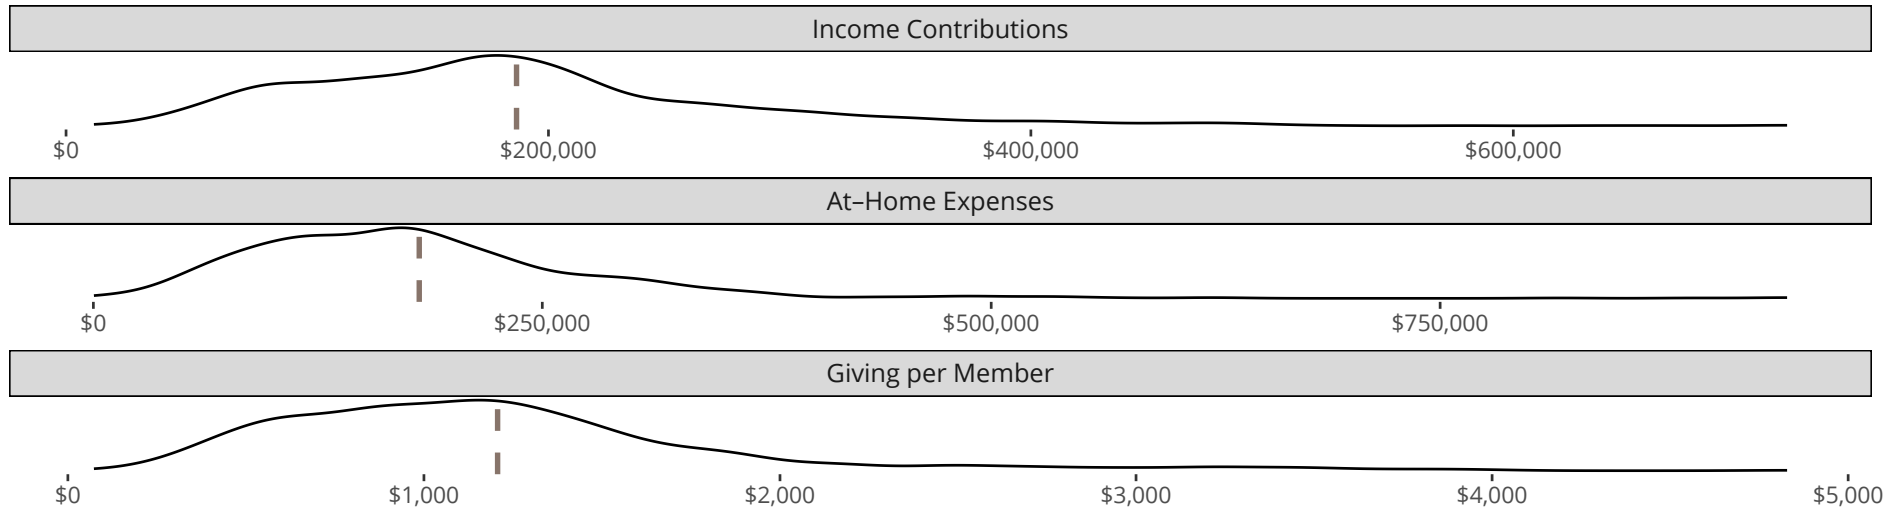 Income Contributions
$0 $200,000 $400,000 $600,000
At–Home Expenses
$0 $250,000 $500,000 $750,000
Giving per Member
$0 $1,000 $2,000 $3,000 $4,000 $5,000